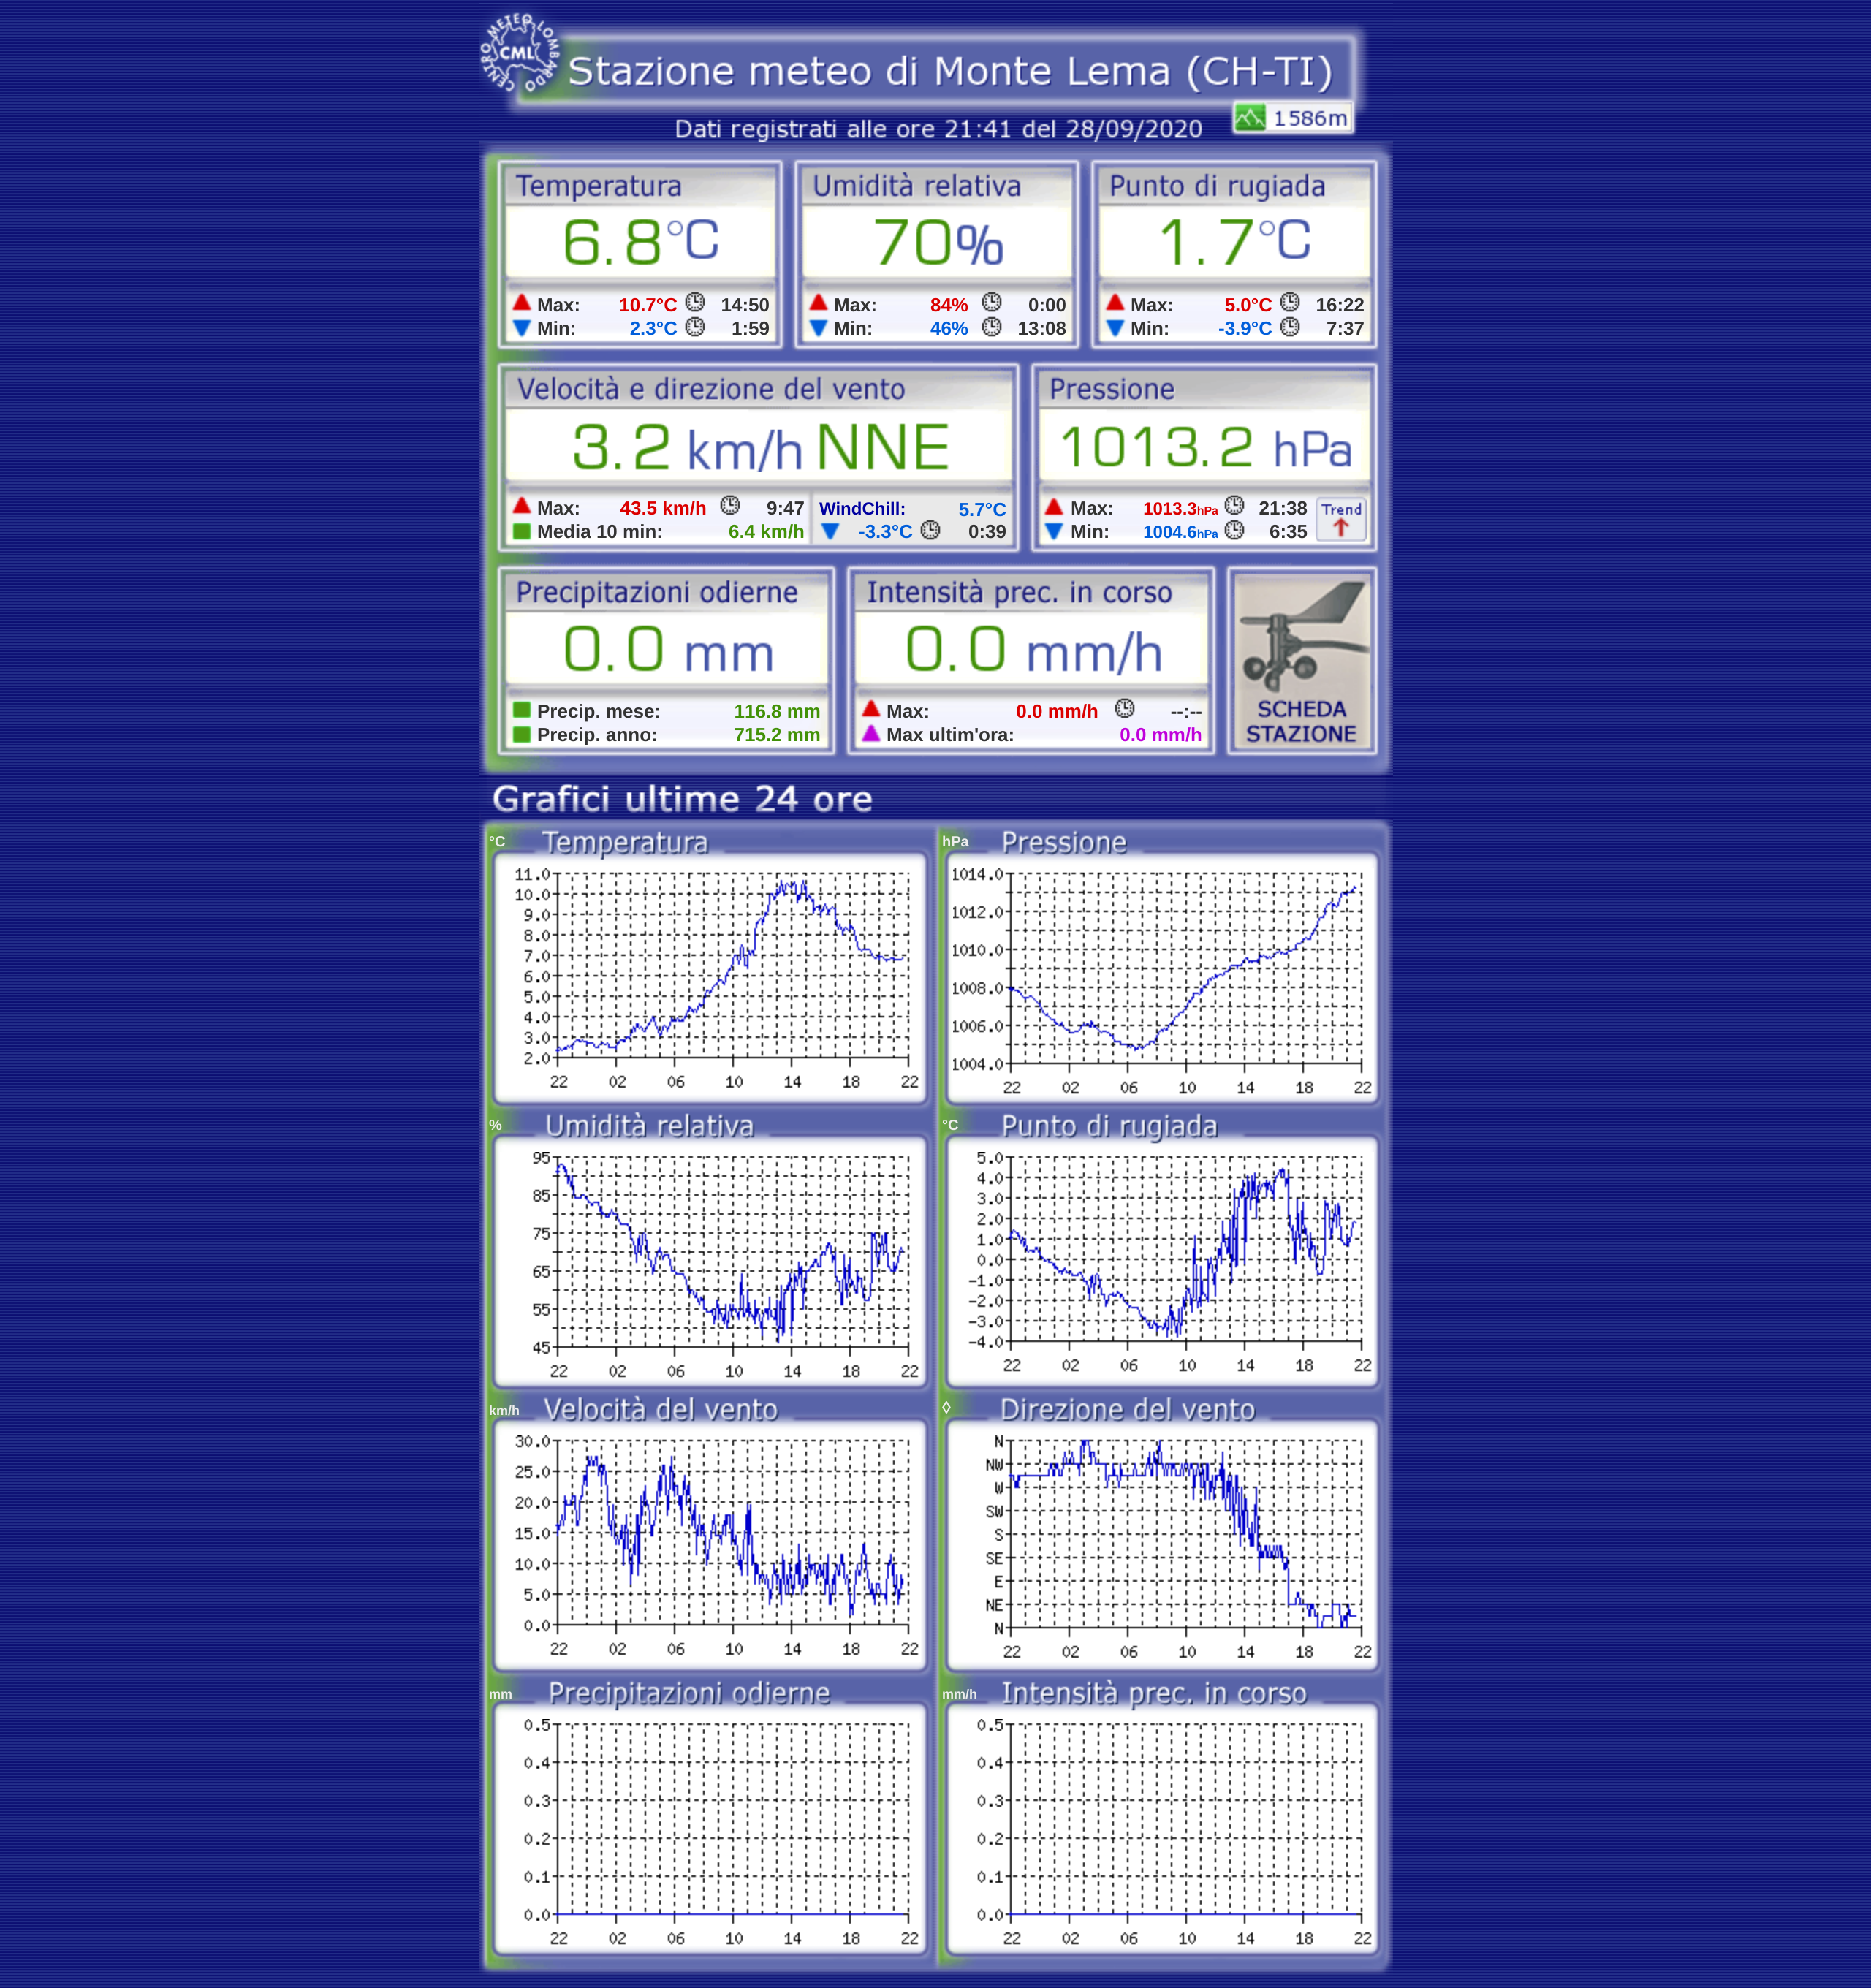 CENTRO METEO LOMBARDO
CML
Stazione meteo di Monte Lema (CH-TI)
1586m
Dati registrati alle ore 21:41 del 28/09/2020
Temperatura
6.8°C
Max: 10.7°C 14:50
Min: 2.3°C 1:59
Umidità relativa
70%
Max: 84% 0:00
Min: 46% 13:08
Punto di rugiada
1.7°C
Max: 5.0°C 16:22
Min: -3.9°C 7:37
Velocità e direzione del vento
3.2 km/h NNE
Max: 43.5 km/h 9:47
Media 10 min: 6.4 km/h
WindChill: 5.7°C
-3.3°C 0:39
Pressione
1013.2 hPa
Max: 1013.3hPa 21:38
Min: 1004.6hPa 6:35
Trend
Precipitazioni odierne
0.0 mm
Precip. mese: 116.8 mm
Precip. anno: 715.2 mm
Intensità prec. in corso
0.0 mm/h
Max: 0.0 mm/h --:--
Max ultim'ora: 0.0 mm/h
SCHEDA
STAZIONE
Grafici ultime 24 ore
°C Temperatura
11.0
10.0
9.0
8.0
7.0
6.0
5.0
4.0
3.0
2.0
22 02 06 10 14 18 22
hPa Pressione
1014.0
1012.0
1010.0
1008.0
1006.0
1004.0
22 02 06 10 14 18 22
% Umidità relativa
95
85
75
65
55
45
22 02 06 10 14 18 22
°C Punto di rugiada
5.0
4.0
3.0
2.0
1.0
0.0
-1.0
-2.0
-3.0
-4.0
22 02 06 10 14 18 22
km/h Velocità del vento
30.0
25.0
20.0
15.0
10.0
5.0
0.0
22 02 06 10 14 18 22
◊ Direzione del vento
N
NW
W
SW
S
SE
E
NE
N
22 02 06 10 14 18 22
mm Precipitazioni odierne
0.5
0.4
0.3
0.2
0.1
0.0
22 02 06 10 14 18 22
mm/h Intensità prec. in corso
0.5
0.4
0.3
0.2
0.1
0.0
22 02 06 10 14 18 22